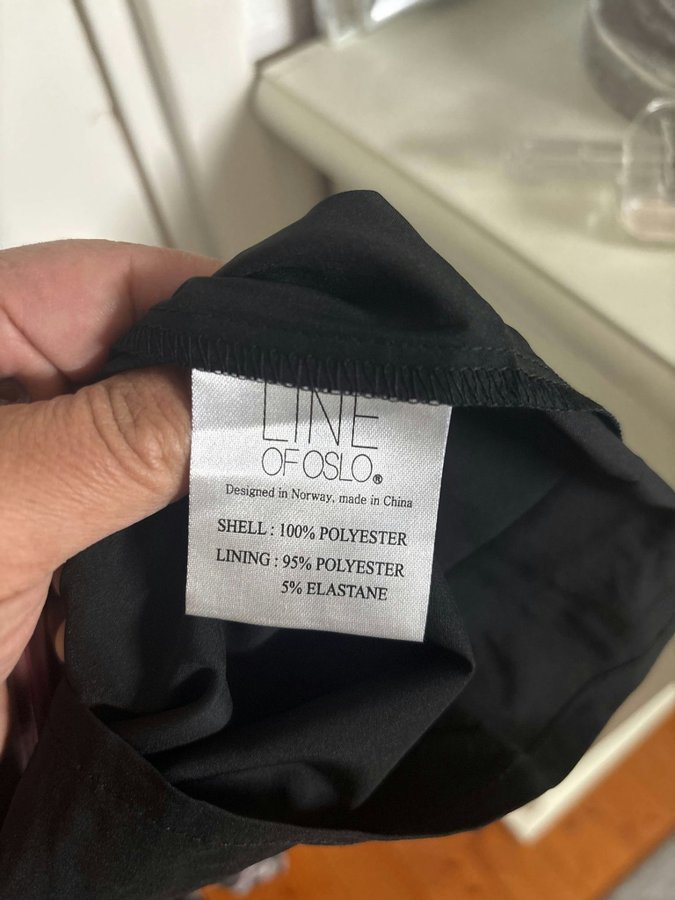 LINE
OF OSLO®
Designed in Norway, made in China
SHELL : 100% POLYESTER
LINING : 95% POLYESTER
5% ELASTANE